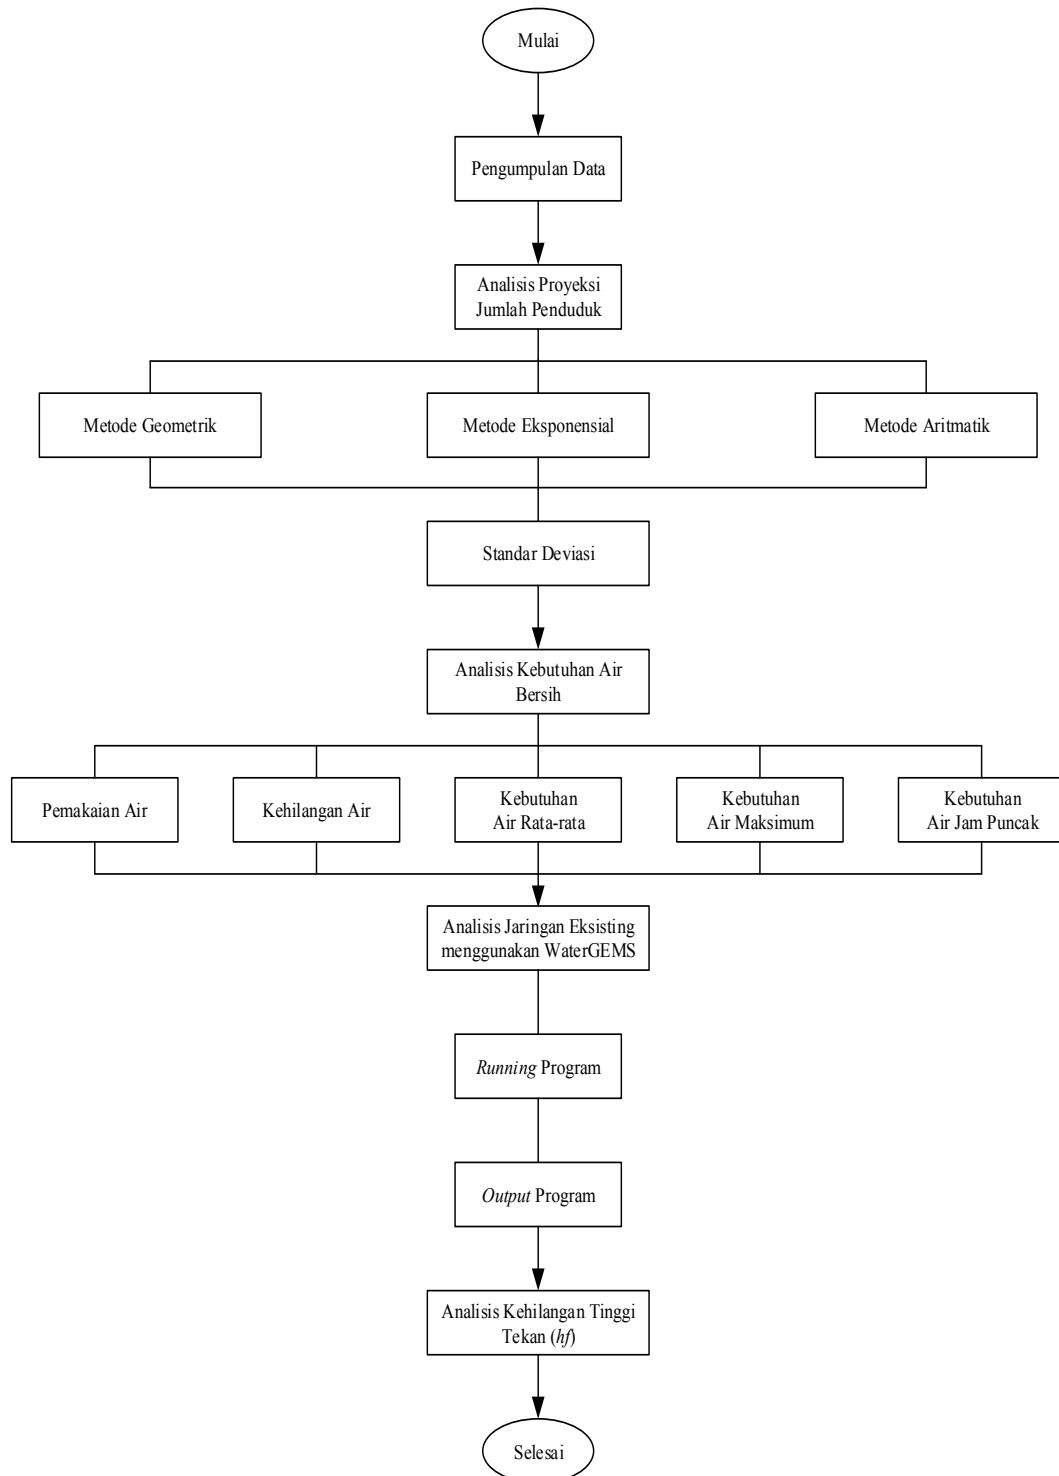 Mulai
Pengumpulan Data
Analisis Proyeksi
Jumlah Penduduk
Metode Geometrik
Metode Eksponensial
Metode Aritmatik
Standar Deviasi
Analisis Kebutuhan Air
Bersih
Pemakaian Air
Kehilangan Air
Kebutuhan
Air Rata-rata
Kebutuhan
Air Maksimum
Kebutuhan
Air Jam Puncak
Analisis Jaringan Eksisting
menggunakan WaterGEMS
Running Program
Output Program
Analisis Kehilangan Tinggi
Tekan (hf)
Selesai